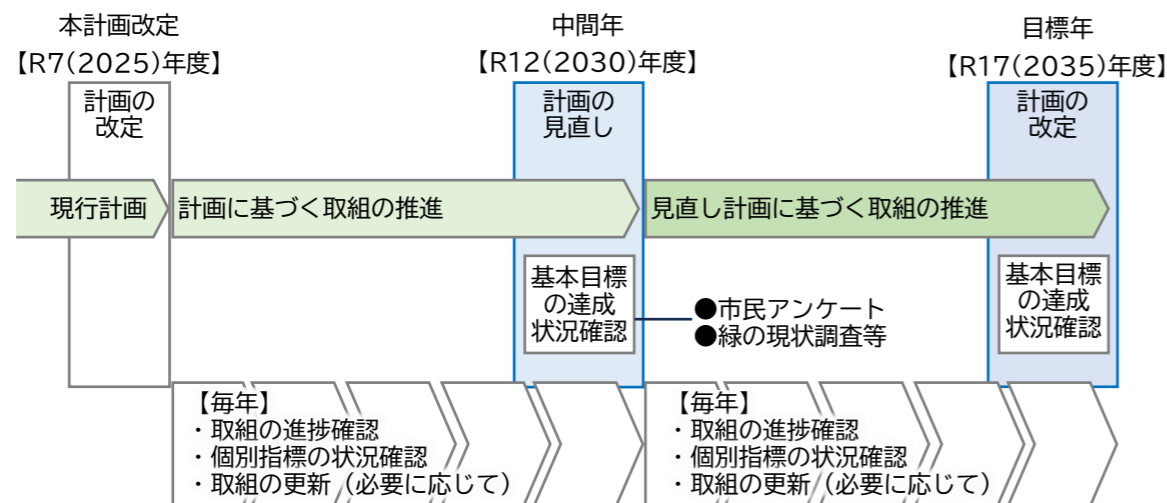 本計画改定
【R7(2025)年度】
中間年
【R12(2030)年度】
目標年
【R17(2035)年度】
計画の
改定
計画の
見直し
計画の
改定
現行計画
計画に基づく取組の推進
見直し計画に基づく取組の推進
基本目標
の達成
状況確認
●市民アンケート
●緑の現状調査等
基本目標
の達成
状況確認
【毎年】
・取組の進捗確認
・個別指標の状況確認
・取組の更新（必要に応じて）
【毎年】
・取組の進捗確認
・個別指標の状況確認
・取組の更新（必要に応じて）